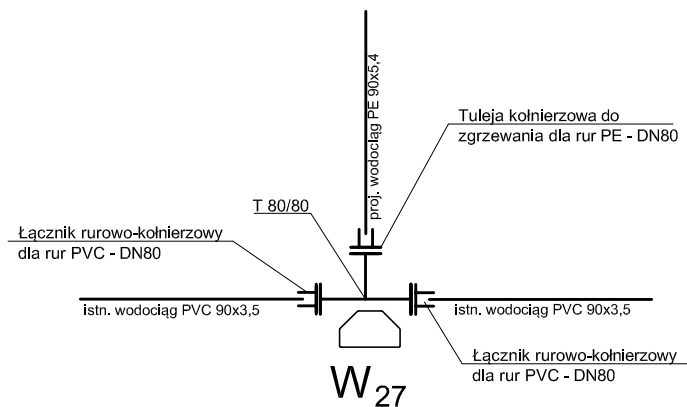 proj. wodociąg PE 90x5,4
Tuleja kołnierzowa do
zgrzewania dla rur PE - DN80
T 80/80
Łącznik rurowo-kołnierzowy
dla rur PVC - DN80
istn. wodociąg PVC 90x3,5
istn. wodociąg PVC 90x3,5
Łącznik rurowo-kołnierzowy
dla rur PVC - DN80
W27